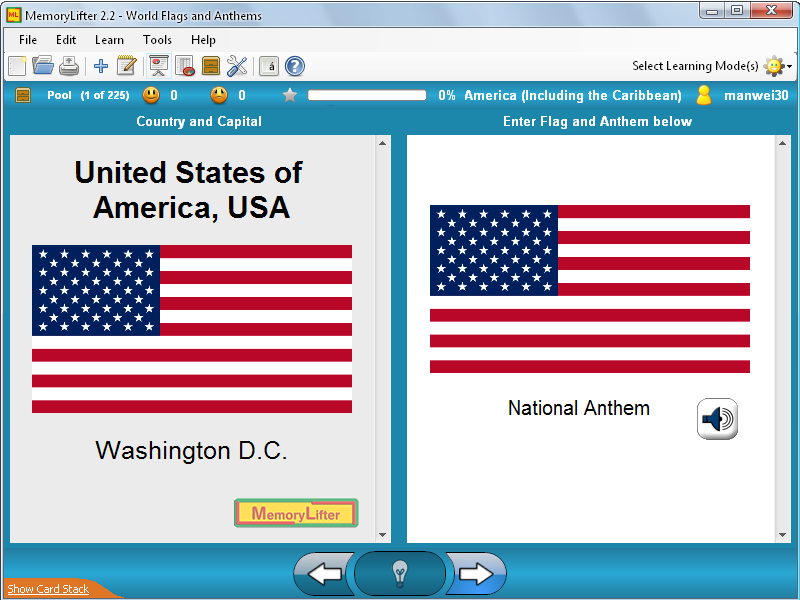 MemoryLifter 2.2 - World Flags and Anthems
File Edit Learn Tools Help
Select Learning Mode(s)
Pool (1 of 225) 0 0 0% America (Including the Caribbean) manwei30
Country and Capital
Enter Flag and Anthem below
United States of
America, USA
Washington D.C.
MemoryLifter
National Anthem
Show Card Stack